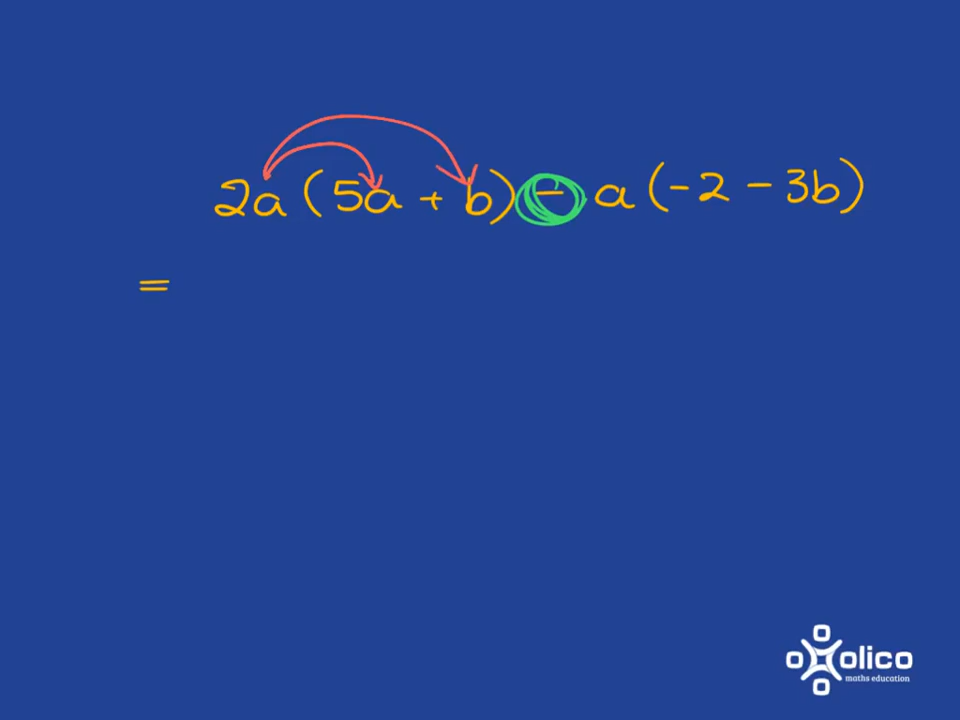 2a (5a + b) - a (-2 - 3b)
=
olico
maths education